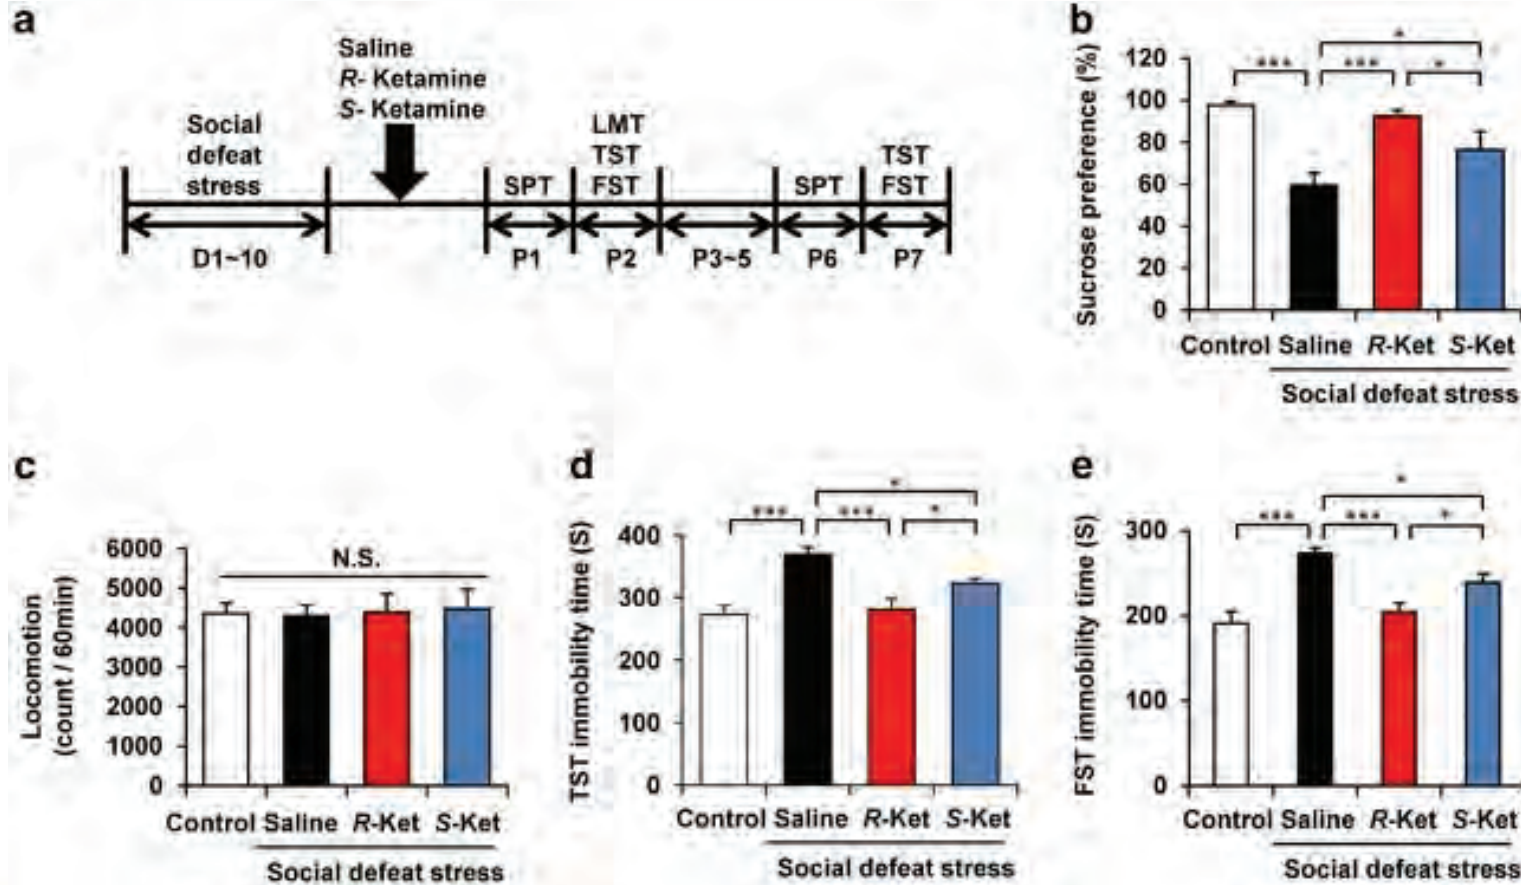 a
Saline
R- Ketamine
S- Ketamine
Social
defeat
stress
LMT
TST
FST
SPT
SPT
TST
FST
D1~10
P1
P2
P3~5
P6
P7
b
Sucrose preference (%)
120
100
80
60
40
20
0
*
***
***
*
Control Saline R-Ket S-Ket
Social defeat stress
c
Locomotion
(count / 60min)
6000
5000
4000
3000
2000
1000
0
N.S.
Control Saline R-Ket S-Ket
Social defeat stress
d
TST immobility time (S)
400
300
200
100
0
*
***
***
*
Control Saline R-Ket S-Ket
Social defeat stress
e
FST immobility time (S)
300
200
100
0
*
***
***
*
Control Saline R-Ket S-Ket
Social defeat stress